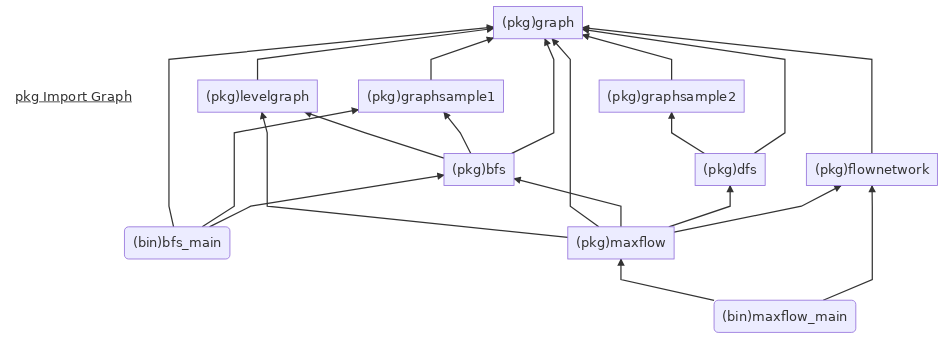 (pkg)graph
pkg Import Graph
(pkg)levelgraph
(pkg)graphsample1
(pkg)graphsample2
(pkg)bfs
(pkg)dfs
(pkg)flownetwork
(bin)bfs_main
(pkg)maxflow
(bin)maxflow_main